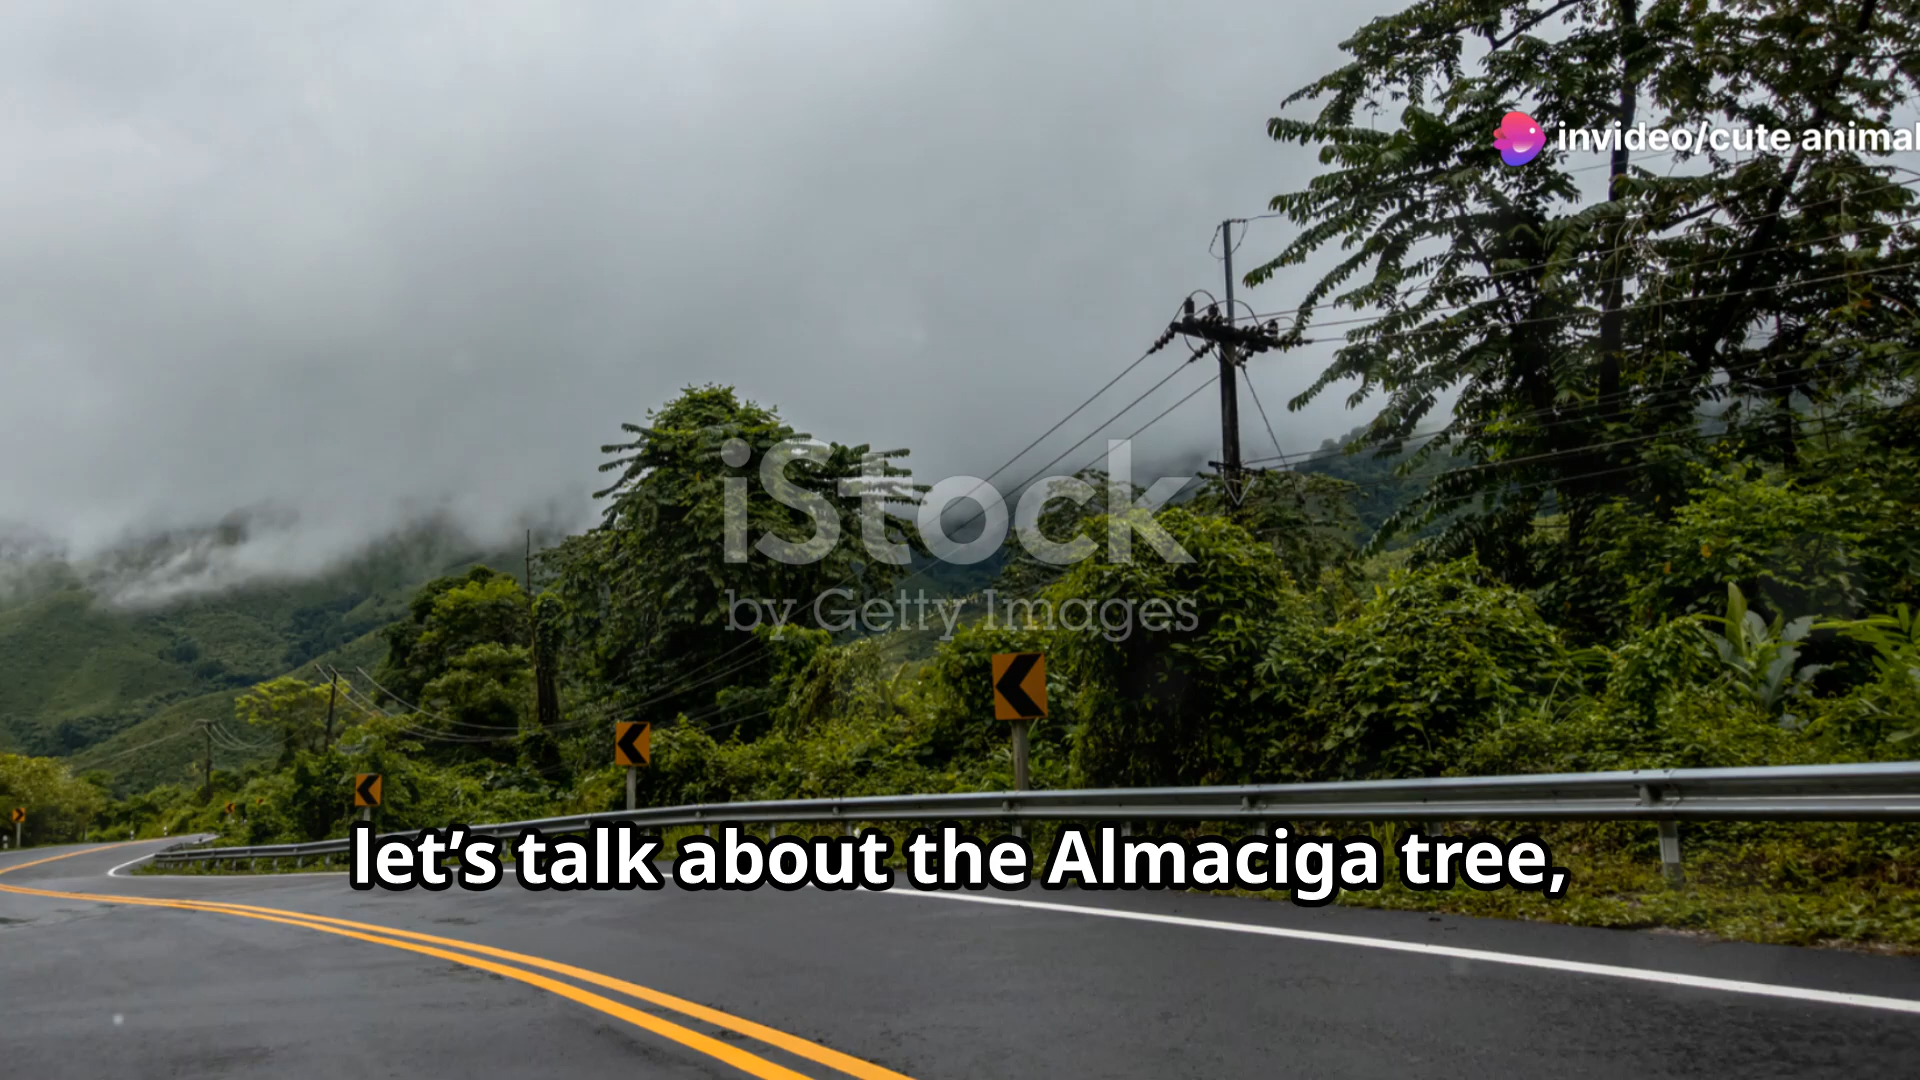 invideo/cute animal
iStock
by Getty Images
let’s talk about the Almaciga tree,